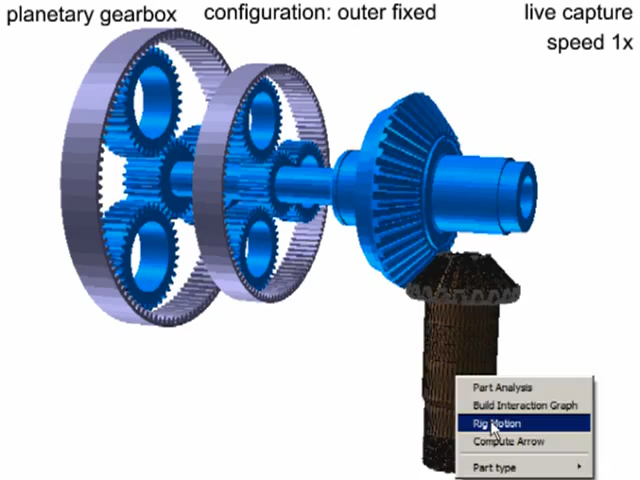 planetary gearbox
configuration: outer fixed
live capture
speed 1x
Part Analysis
Build Interaction Graph
Rig Motion
Compute Arrow
Part type